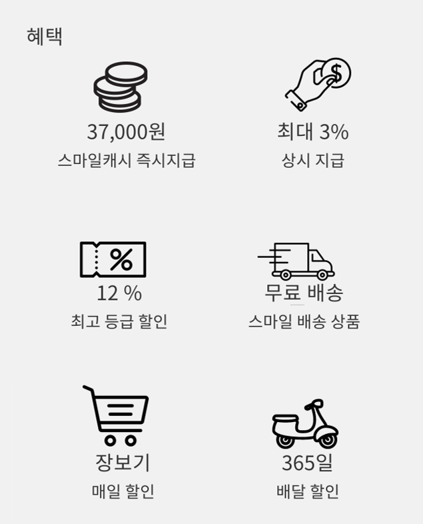 혜택
37,000원
스마일캐시 즉시지급
최대 3%
상시 지급
12 %
최고 등급 할인
무료 배송
스마일 배송 상품
장보기
매일 할인
365일
배달 할인